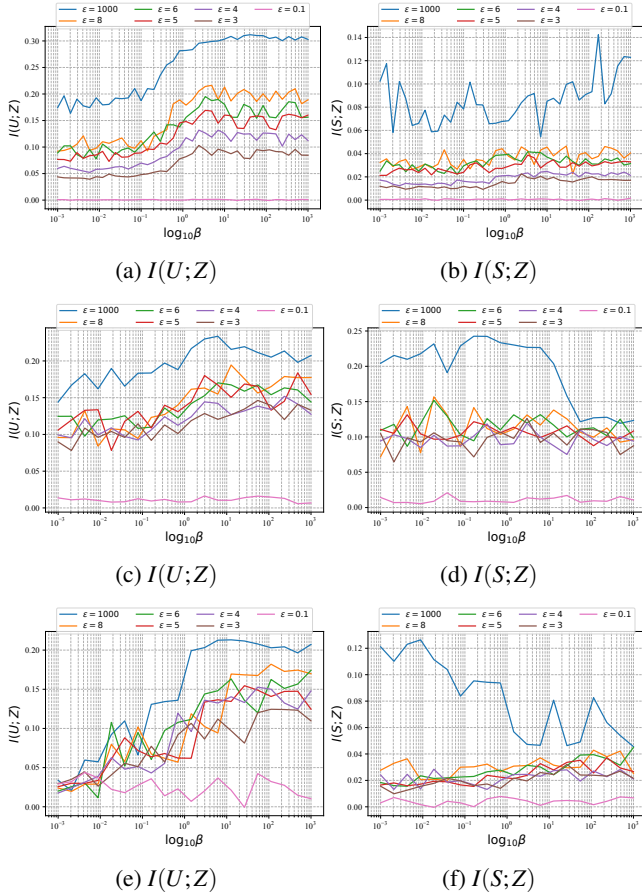 ε = 1000 ε = 6 ε = 4 ε = 0.1
ε = 8 ε = 5 ε = 3
I(U; Z)
0.30
0.25
0.20
0.15
0.10
0.05
0.00
10⁻³ 10⁻² 10⁻¹ 10⁰ 10¹ 10² 10³
log₁₀β
(a) I(U;Z)
ε = 1000 ε = 6 ε = 4 ε = 0.1
ε = 8 ε = 5 ε = 3
I(S; Z)
0.14
0.12
0.10
0.08
0.06
0.04
0.02
0.00
10⁻³ 10⁻² 10⁻¹ 10⁰ 10¹ 10² 10³
log₁₀β
(b) I(S;Z)
ε = 1000 ε = 6 ε = 4 ε = 0.1
ε = 8 ε = 5 ε = 3
I(U; Z)
0.20
0.15
0.10
0.05
0.00
10⁻³ 10⁻² 10⁻¹ 10⁰ 10¹ 10² 10³
log₁₀β
(c) I(U;Z)
ε = 1000 ε = 6 ε = 4 ε = 0.1
ε = 8 ε = 5 ε = 3
I(S; Z)
0.25
0.20
0.15
0.10
0.05
0.00
10⁻³ 10⁻² 10⁻¹ 10⁰ 10¹ 10² 10³
log₁₀β
(d) I(S;Z)
ε = 1000 ε = 6 ε = 4 ε = 0.1
ε = 8 ε = 5 ε = 3
I(U; Z)
0.20
0.15
0.10
0.05
0.00
10⁻³ 10⁻² 10⁻¹ 10⁰ 10¹ 10² 10³
log₁₀β
(e) I(U;Z)
ε = 1000 ε = 6 ε = 4 ε = 0.1
ε = 8 ε = 5 ε = 3
I(S; Z)
0.12
0.10
0.08
0.06
0.04
0.02
0.00
10⁻³ 10⁻² 10⁻¹ 10⁰ 10¹ 10² 10³
log₁₀β
(f) I(S;Z)